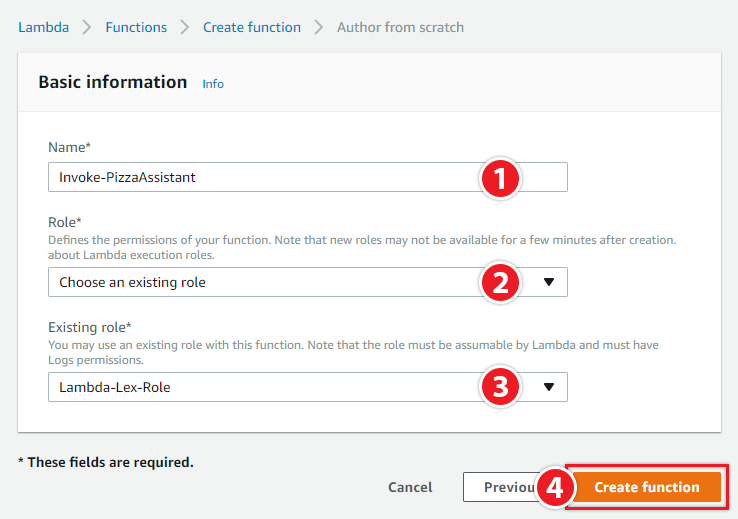 Lambda > Functions > Create function > Author from scratch
Basic information Info
Name*
Invoke-PizzaAssistant 1
Role*
Defines the permissions of your function. Note that new roles may not be available for a few minutes after creation.
about Lambda execution roles.
Choose an existing role 2
Existing role*
You may use an existing role with this function. Note that the role must be assumable by Lambda and must have
Logs permissions.
Lambda-Lex-Role 3
* These fields are required.
Cancel Previou 4 Create function